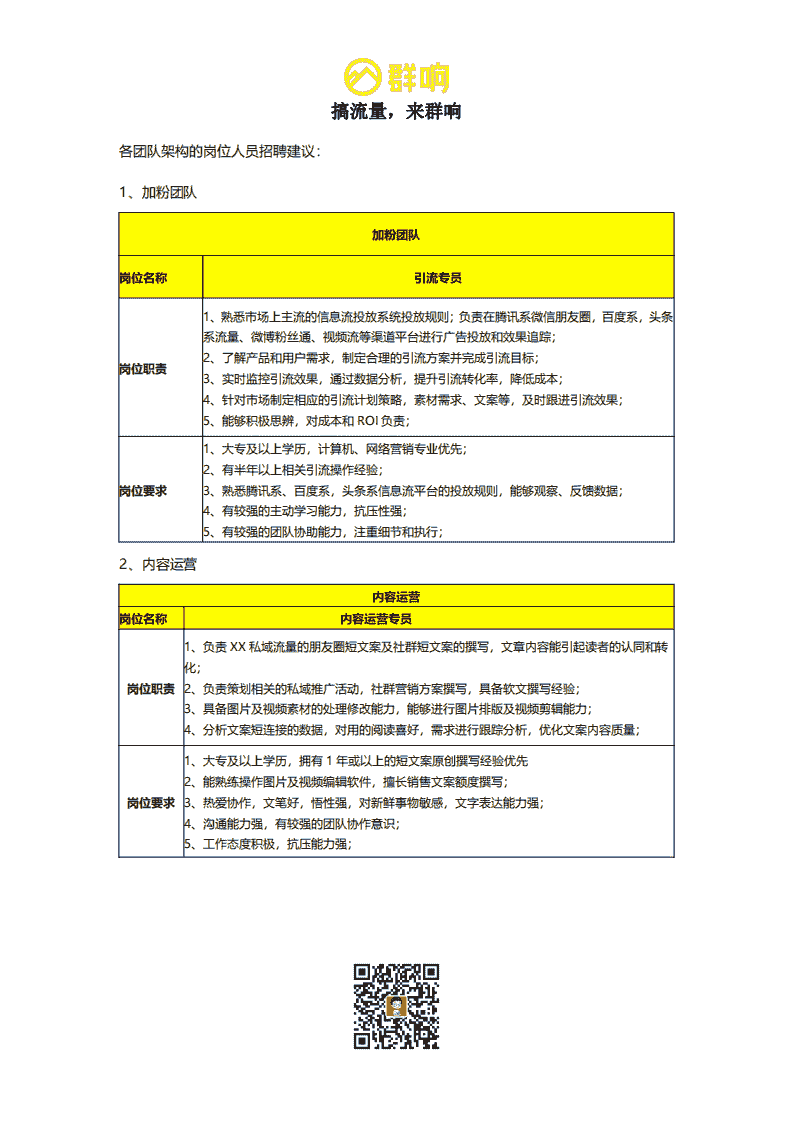 群响
搞流量，来群响
各团队架构的岗位人员招聘建议：
1、加粉团队
加粉团队
岗位名称
引流专员
岗位职责
1、熟悉市场上主流的信息流投放系统投放规则；负责在腾讯系微信朋友圈，百度系，头条
系流量、微博粉丝通、视频流等渠道平台进行广告投放和效果追踪；
2、了解产品和用户需求，制定合理的引流方案并完成引流目标；
3、实时监控引流效果，通过数据分析，提升引流转化率，降低成本；
4、针对市场制定相应的引流计划策略，素材需求、文案等，及时跟进引流效果；
5、能够积极思辨，对成本和 ROI 负责；
岗位要求
1、大专及以上学历，计算机、网络营销专业优先；
2、有半年以上相关引流操作经验；
3、熟悉腾讯系、百度系，头条系信息流平台的投放规则，能够观察、反馈数据；
4、有较强的主动学习能力，抗压性强；
5、有较强的团队协助能力，注重细节和执行；
2、内容运营
内容运营
岗位名称
内容运营专员
岗位职责
1、负责 XX 私域流量的朋友圈短文案及社群短文案的撰写，文章内容能引起读者的认同和转
化；
2、负责策划相关的私域推广活动，社群营销方案撰写，具备软文撰写经验；
3、具备图片及视频素材的处理修改能力，能够进行图片排版及视频剪辑能力；
4、分析文案短连接的数据，对用的阅读喜好，需求进行跟踪分析，优化文案内容质量；
岗位要求
1、大专及以上学历，拥有 1 年或以上的短文案原创撰写经验优先
2、能熟练操作图片及视频编辑软件，擅长销售文案额度撰写；
3、热爱协作，文笔好，悟性强，对新鲜事物敏感，文字表达能力强；
4、沟通能力强，有较强的团队协作意识；
5、工作态度积极，抗压能力强；